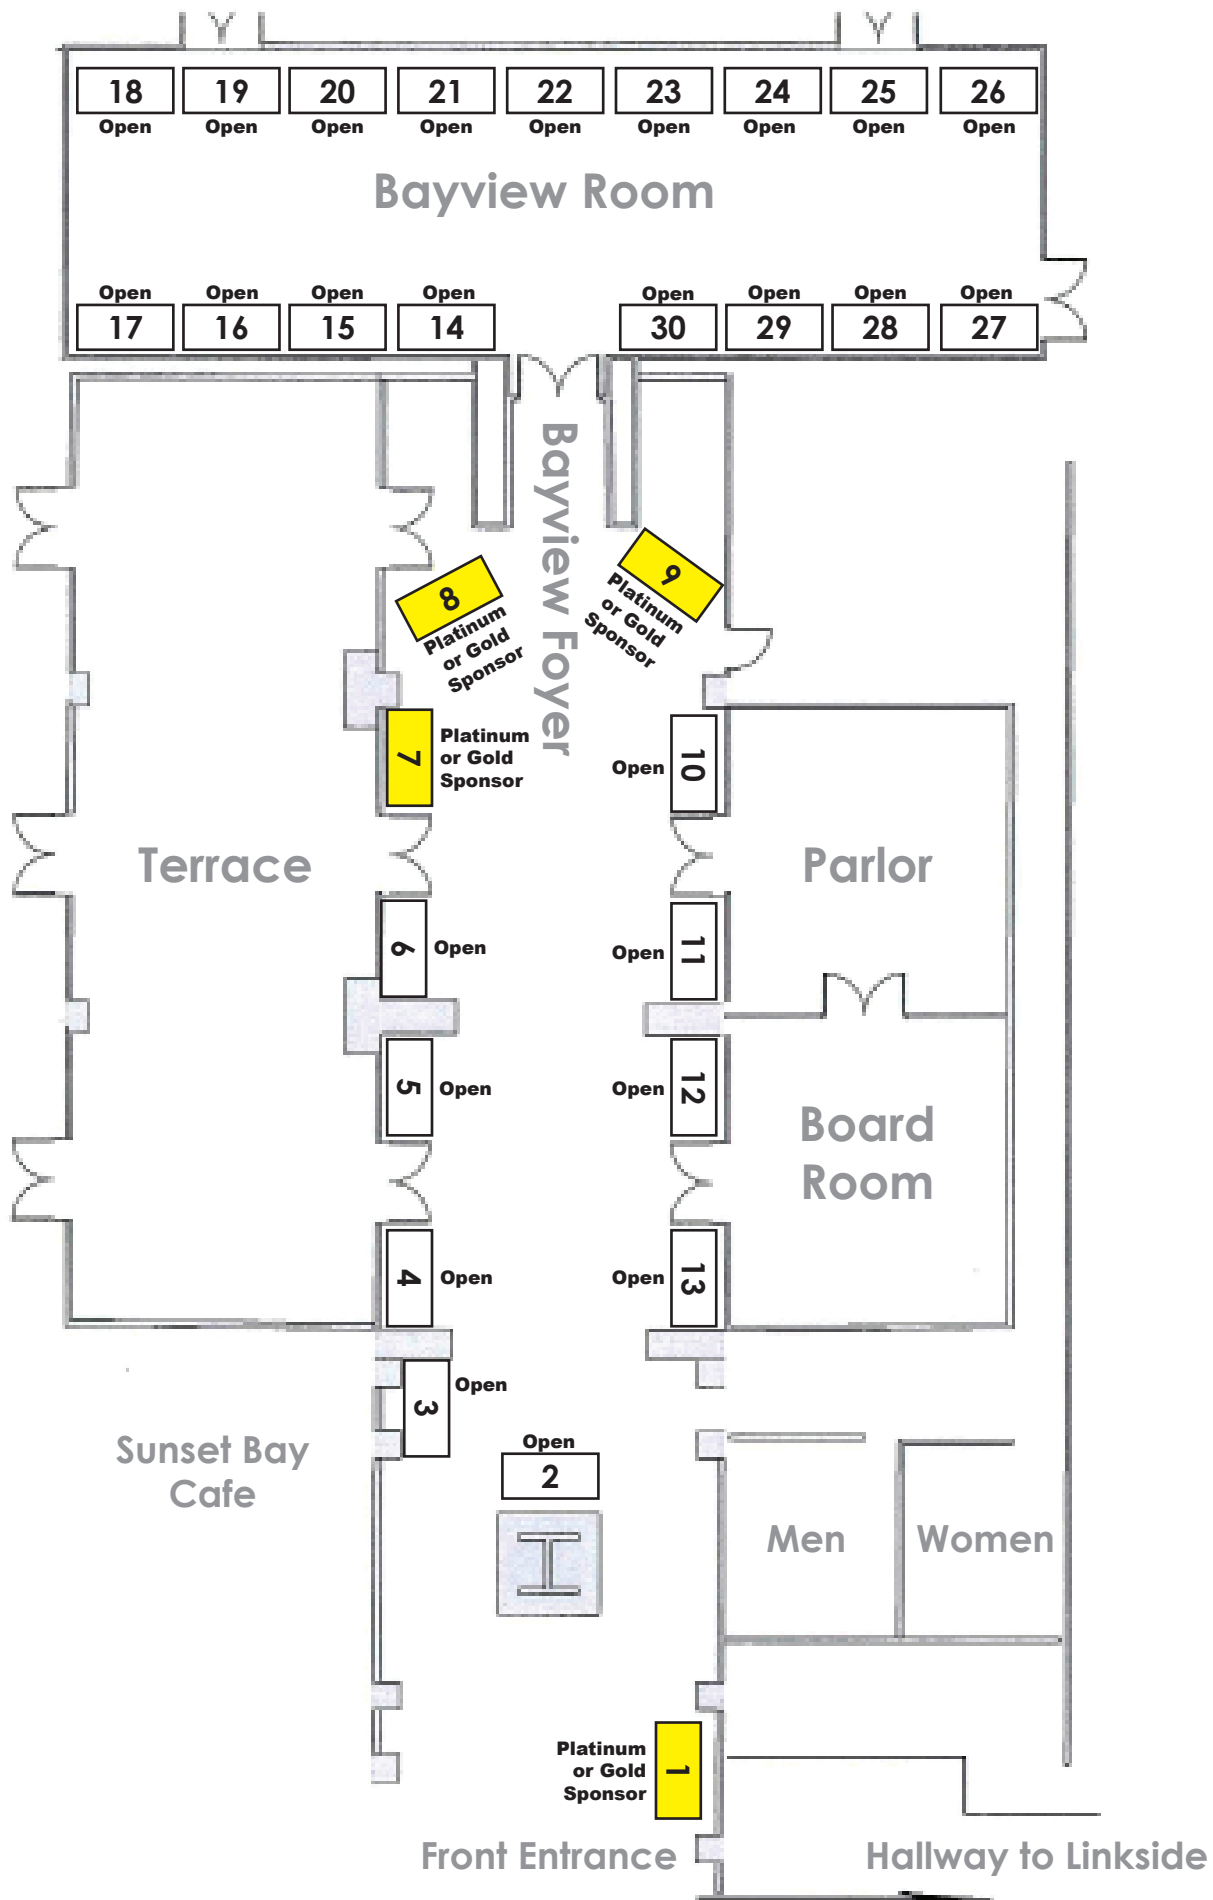 18 19 20 21 22 23 24 25 26
Open Open Open Open Open Open Open Open Open
Bayview Room
Open Open Open Open Open Open Open Open
17 16 15 14 30 29 28 27
Bayview Foyer
8
Platinum
or Gold
Sponsor
9
Platinum
or Gold
Sponsor
7
Platinum
or Gold
Sponsor
Open 10
Terrace
Parlor
6 Open
Open 11
5 Open
Open 12
Board
Room
4 Open
Open 13
3 Open
Sunset Bay
Cafe
Open
2
Men
Women
Platinum
or Gold
Sponsor
1
Front Entrance
Hallway to Linkside